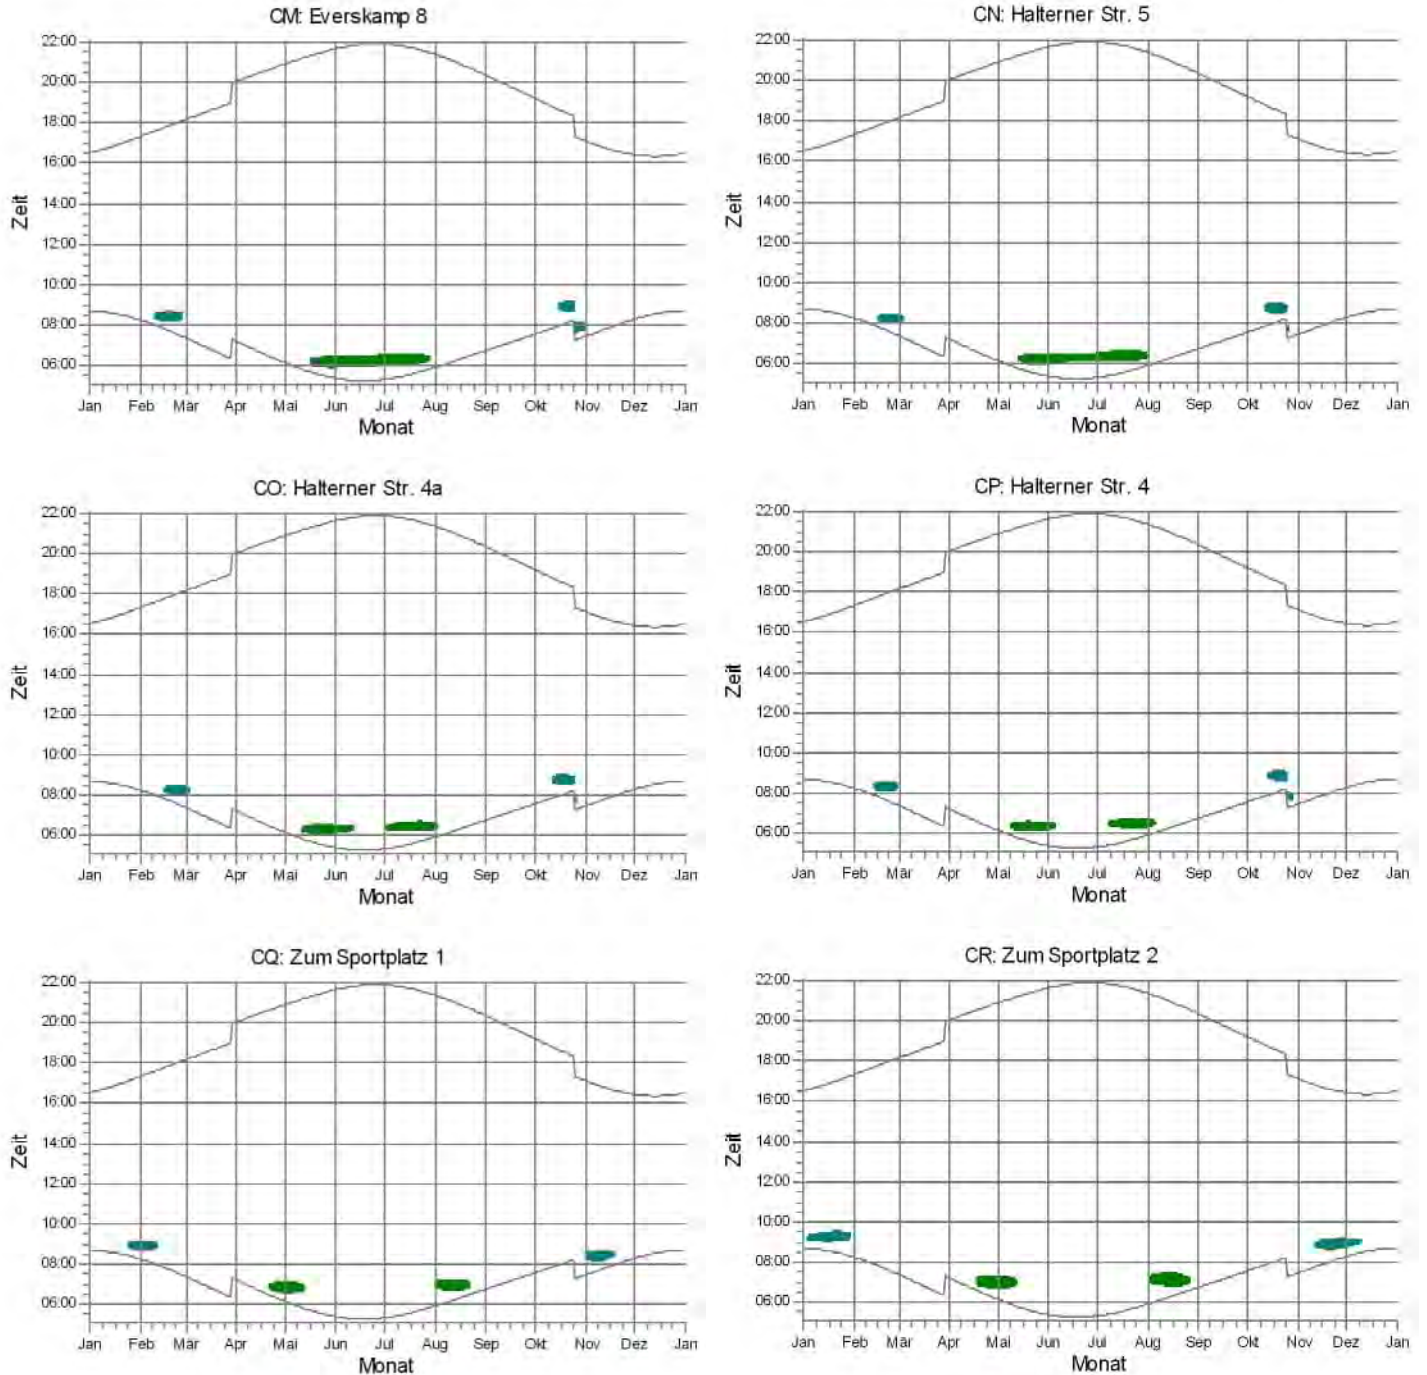 CM: Everskamp 8
22:00
20:00
18:00
16:00
14:00
12:00
10:00
08:00
06:00
Zeit
Jan Feb Mär Apr Mai Jun Jul Aug Sep Okt Nov Dez Jan
Monat
CN: Halterner Str. 5
22:00
20:00
18:00
16:00
14:00
12:00
10:00
08:00
06:00
Zeit
Jan Feb Mär Apr Mai Jun Jul Aug Sep Okt Nov Dez Jan
Monat
CO: Halterner Str. 4a
22:00
20:00
18:00
16:00
14:00
12:00
10:00
08:00
06:00
Zeit
Jan Feb Mär Apr Mai Jun Jul Aug Sep Okt Nov Dez Jan
Monat
CP: Halterner Str. 4
22:00
20:00
18:00
16:00
14:00
12:00
10:00
08:00
06:00
Zeit
Jan Feb Mär Apr Mai Jun Jul Aug Sep Okt Nov Dez Jan
Monat
CQ: Zum Sportplatz 1
22:00
20:00
18:00
16:00
14:00
12:00
10:00
08:00
06:00
Zeit
Jan Feb Mär Apr Mai Jun Jul Aug Sep Okt Nov Dez Jan
Monat
CR: Zum Sportplatz 2
22:00
20:00
18:00
16:00
14:00
12:00
10:00
08:00
06:00
Zeit
Jan Feb Mär Apr Mai Jun Jul Aug Sep Okt Nov Dez Jan
Monat